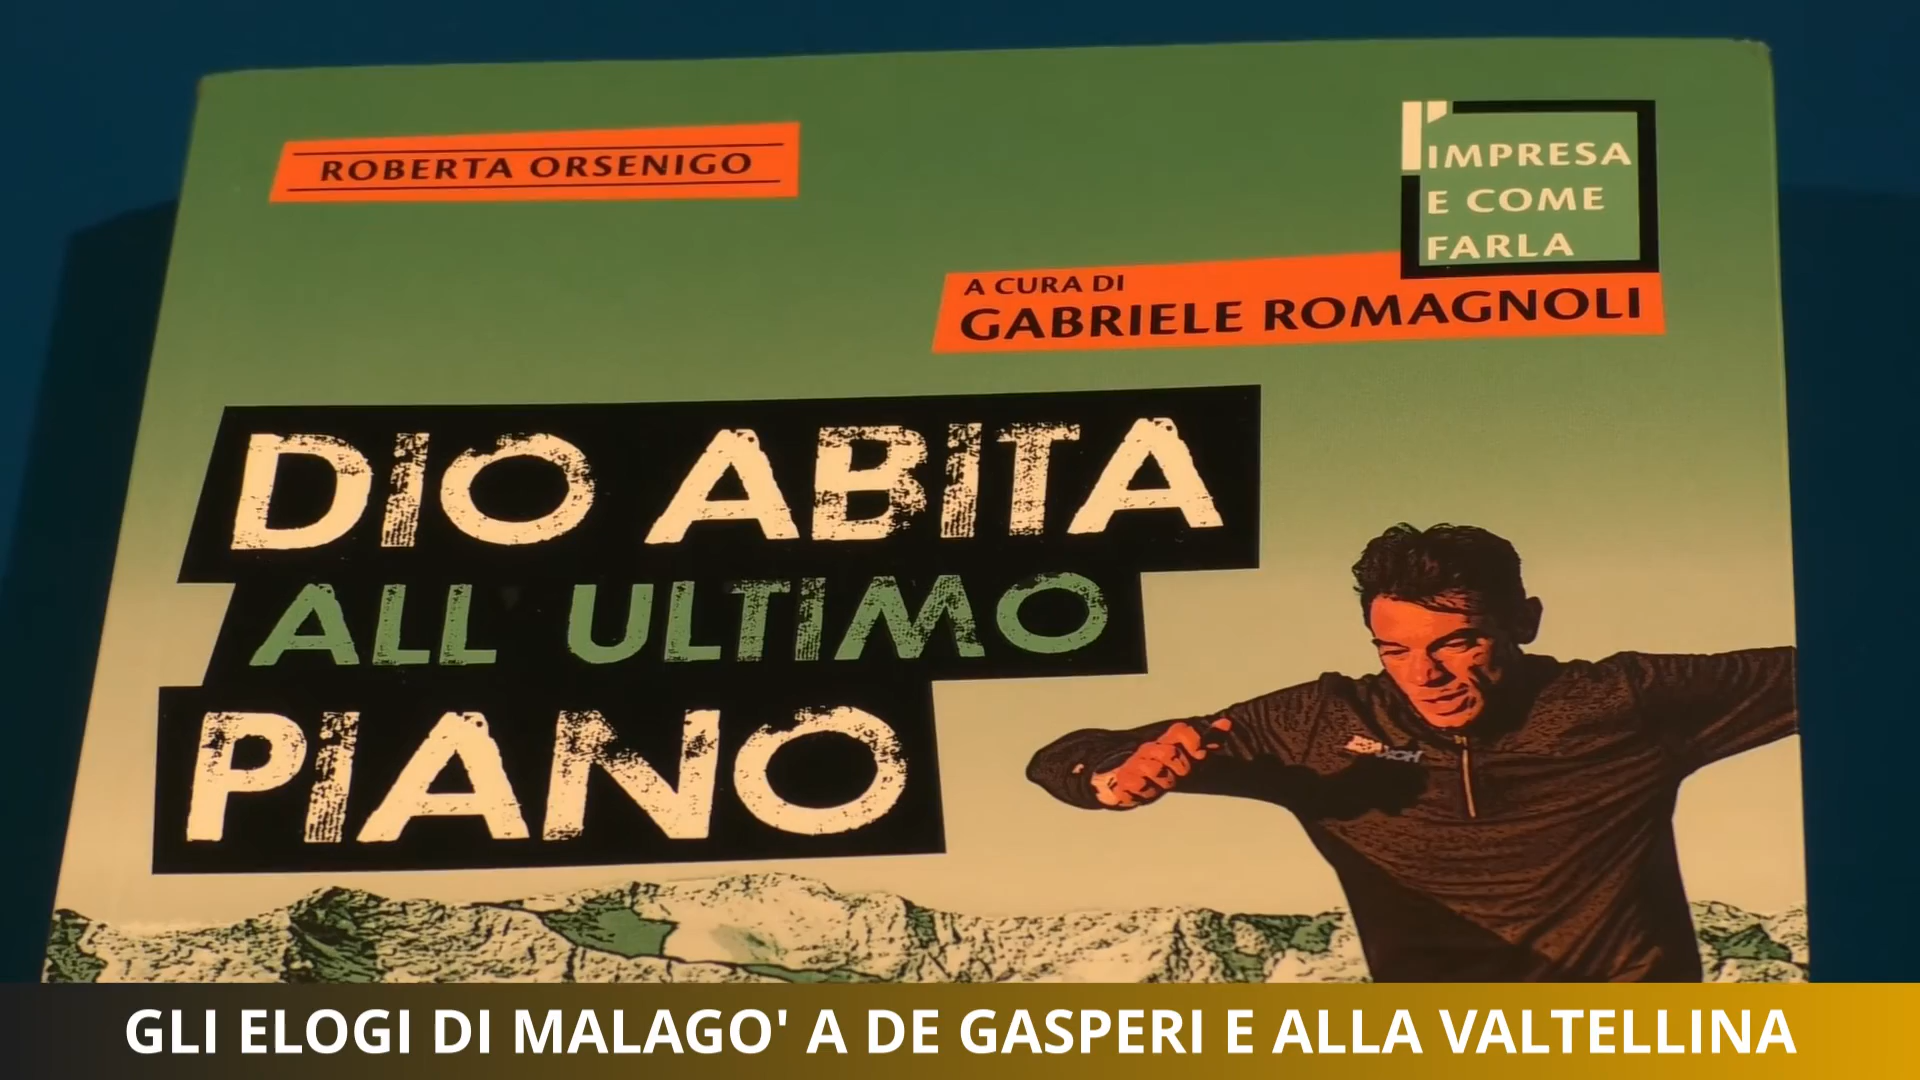 ROBERTA ORSENIGO
l'IMPRESA
E COME
FARLA
A CURA DI
GABRIELE ROMAGNOLI
DIO ABITA
ALL'ULTIMO
PIANO
GLI ELOGI DI MALAGO' A DE GASPERI E ALLA VALTELLINA